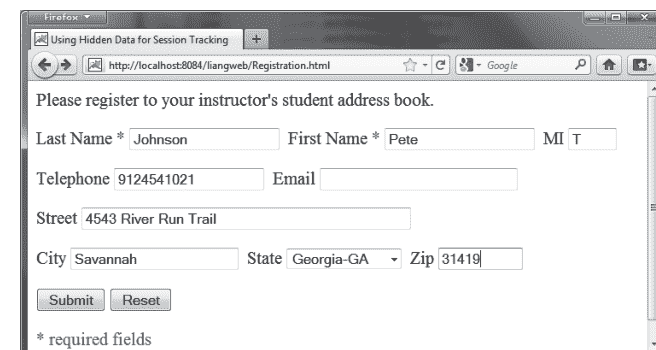 Firefox
Using Hidden Data for Session Tracking +
http://localhost:8084/liangweb/Registration.html Google
Please register to your instructor's student address book.
Last Name * Johnson First Name * Pete MI T
Telephone 9124541021 Email
Street 4543 River Run Trail
City Savannah State Georgia-GA Zip 31419
Submit Reset
* required fields